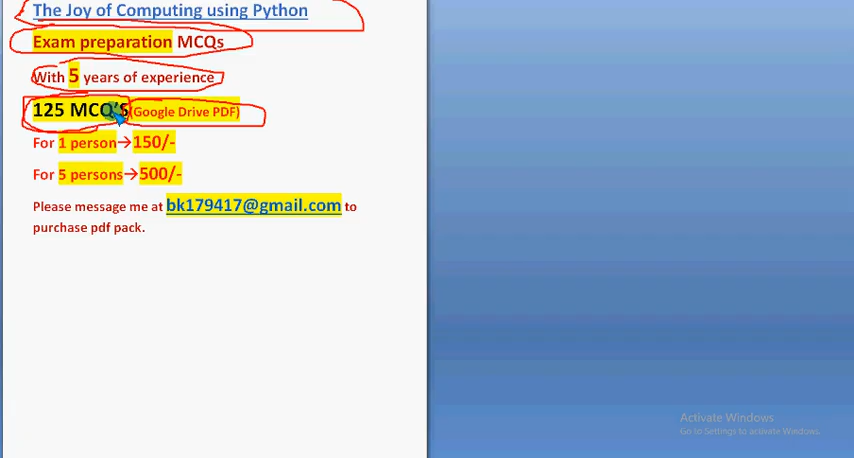 The Joy of Computing using Python
Exam preparation MCQs
With 5 years of experience
125 MCQ'S(Google Drive PDF)
For 1 person→150/-
For 5 persons→500/-
Please message me at bk179417@gmail.com to
purchase pdf pack.
Activate Windows
Go to Settings to activate Windows.